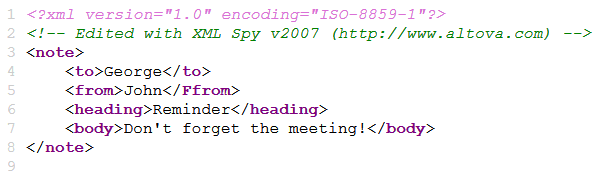 1 <?xml version="1.0" encoding="ISO-8859-1"?>
2 <!-- Edited with XML Spy v2007 (http://www.altova.com) -->
3 <note>
4     <to>George</to>
5     <from>John</Ffrom>
6     <heading>Reminder</heading>
7     <body>Don't forget the meeting!</body>
8 </note>
9